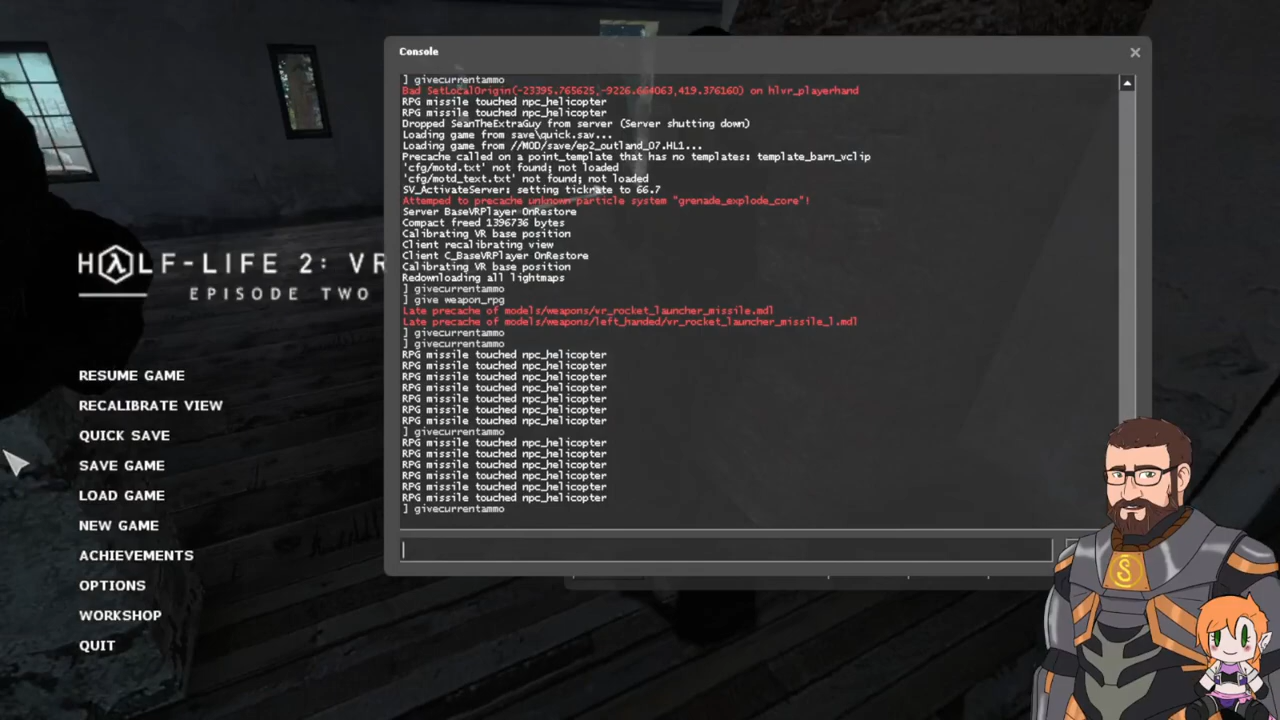 Console
] givecurrentammo
Bad SetLocalOrigin(-23395.765625,-9226.664063,419.376160) on hlvr_playerhand
RPG missile touched npc_helicopter
RPG missile touched npc_helicopter
Dropped SeanTheExtraGuy from server (Server shutting down)
Loading game from save\quick.sav...
Loading game from //MOD/save/ep2_outland_07.HL1...
Precache called on a point_template that has no templates: template_barn_vclip
'cfg/motd.txt' not found; not loaded
'cfg/motd_text.txt' not found; not loaded
SV_ActivateServer: setting tickrate to 66.7
Attemped to precache unknown particle system "grenade_explode_core"!
Server BaseVRPlayer OnRestore
Compact freed 1396736 bytes
Calibrating VR base position
Client recalibrating view
Client C_BaseVRPlayer OnRestore
Calibrating VR base position
Redownloading all lightmaps
] givecurrentammo
] give weapon_rpg
Late precache of models/weapons/vr_rocket_launcher_missile.mdl
Late precache of models/weapons/left_handed/vr_rocket_launcher_missile_l.mdl
] givecurrentammo
] givecurrentammo
RPG missile touched npc_helicopter
RPG missile touched npc_helicopter
RPG missile touched npc_helicopter
RPG missile touched npc_helicopter
RPG missile touched npc_helicopter
RPG missile touched npc_helicopter
RPG missile touched npc_helicopter
] givecurrentammo
RPG missile touched npc_helicopter
RPG missile touched npc_helicopter
RPG missile touched npc_helicopter
RPG missile touched npc_helicopter
RPG missile touched npc_helicopter
RPG missile touched npc_helicopter
] givecurrentammo
HλLF-LIFE 2: VR
EPISODE TWO
RESUME GAME
RECALIBRATE VIEW
QUICK SAVE
SAVE GAME
LOAD GAME
NEW GAME
ACHIEVEMENTS
OPTIONS
WORKSHOP
QUIT